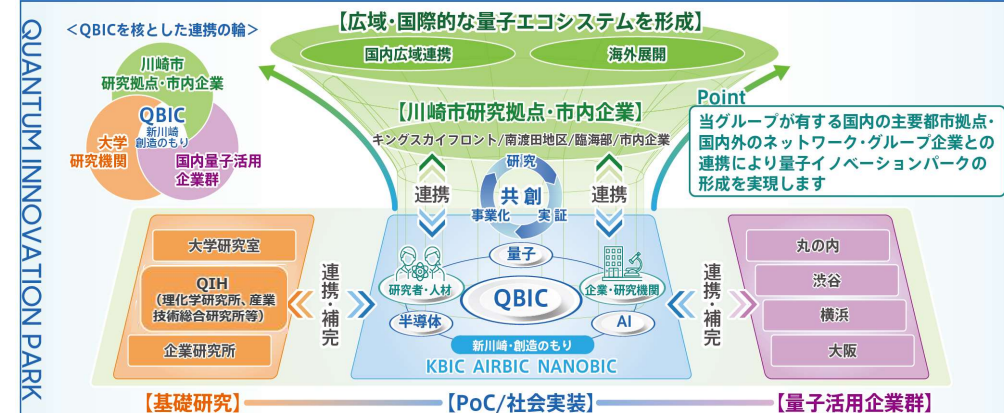 QUANTUM INNOVATION PARK
＜QBICを核とした連携の輪＞
川崎市
研究拠点・市内企業
QBIC
新川崎
創造のもり
大学
研究機関
国内量子活用
企業群
【広域・国際的な量子エコシステムを形成】
国内広域連携
海外展開
【川崎市研究拠点・市内企業】
キングスカイフロント/南渡田地区/臨海部/市内企業
Point
当グループが有する国内の主要都市拠点・
国内外のネットワーク・グループ企業との
連携により量子イノベーションパークの
形成を実現します
連携
研究
共創
事業化
実証
連携
大学研究室
QIH
（理化学研究所、産業
技術総合研究所等）
企業研究所
連携・補完
量子
研究者・人材
企業・研究機関
QBIC
半導体
AI
新川崎・創造のもり
KBIC AIRBIC NANOBIC
連携・補完
丸の内
渋谷
横浜
大阪
【基礎研究】
【PoC/社会実装】
【量子活用企業群】